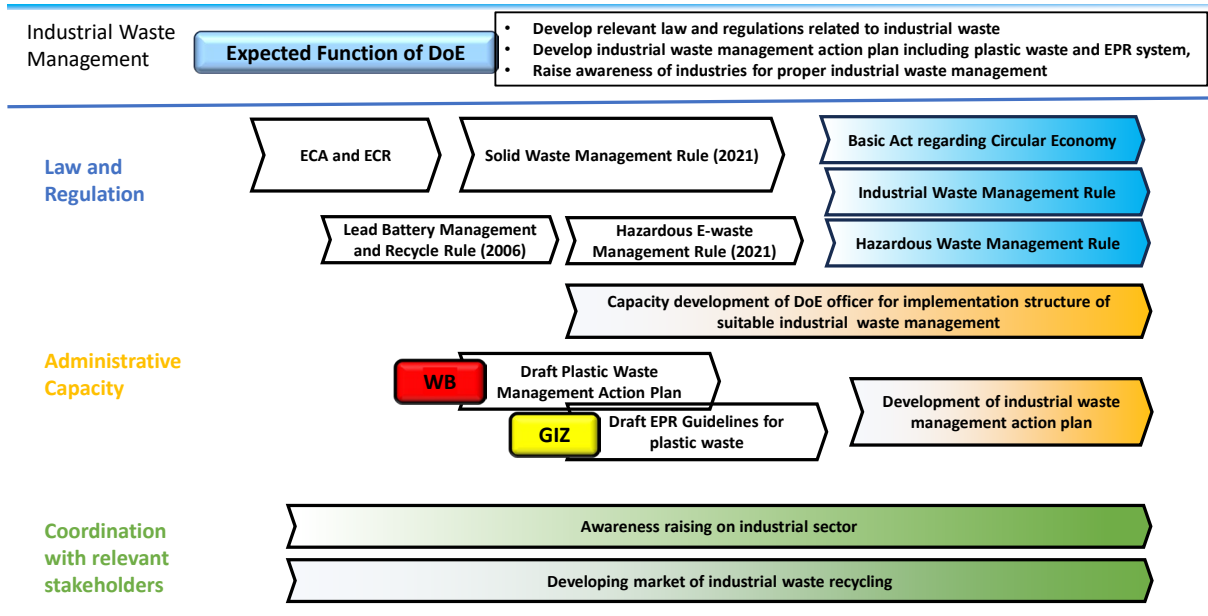 Industrial Waste
Management
Expected Function of DoE
• Develop relevant law and regulations related to industrial waste
• Develop industrial waste management action plan including plastic waste and EPR system,
• Raise awareness of industries for proper industrial waste management
Law and
Regulation
ECA and ECR
Solid Waste Management Rule (2021)
Basic Act regarding Circular Economy
Industrial Waste Management Rule
Lead Battery Management
and Recycle Rule (2006)
Hazardous E-waste
Management Rule (2021)
Hazardous Waste Management Rule
Administrative
Capacity
Capacity development of DoE officer for implementation structure of
suitable industrial waste management
WB
Draft Plastic Waste
Management Action Plan
GIZ
Draft EPR Guidelines for
plastic waste
Development of industrial waste
management action plan
Coordination
with relevant
stakeholders
Awareness raising on industrial sector
Developing market of industrial waste recycling